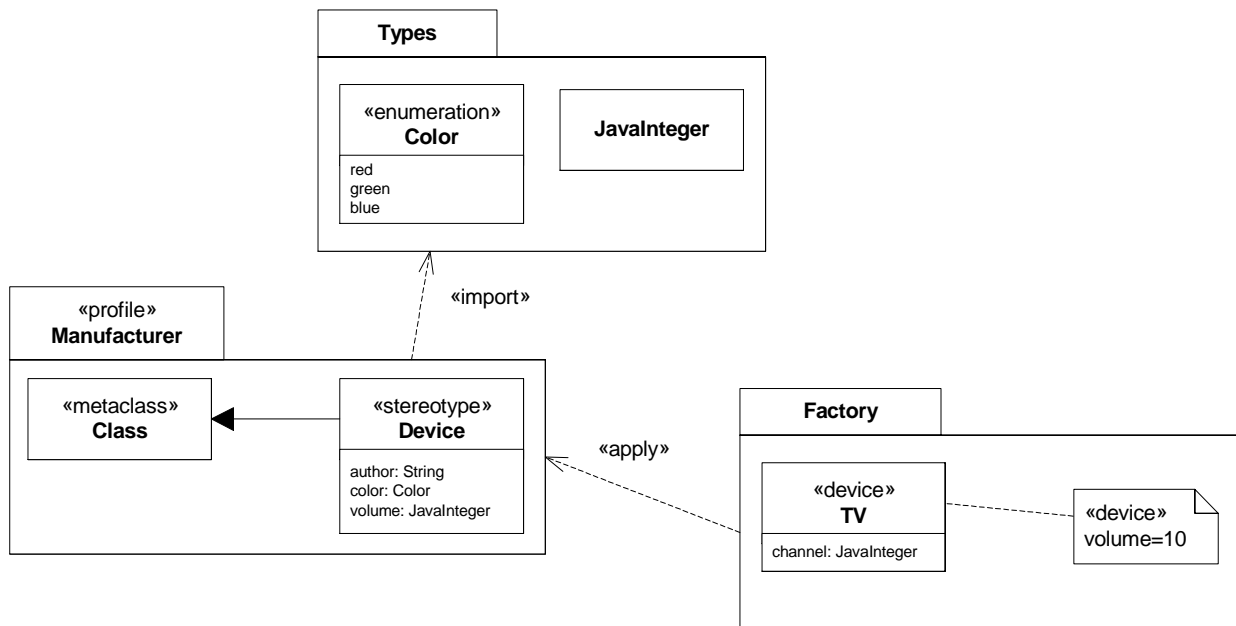 Types
«enumeration»
Color
red
green
blue
JavaInteger
«import»
«profile»
Manufacturer
«metaclass»
Class
«stereotype»
Device
author: String
color: Color
volume: JavaInteger
«apply»
Factory
«device»
TV
channel: JavaInteger
«device»
volume=10